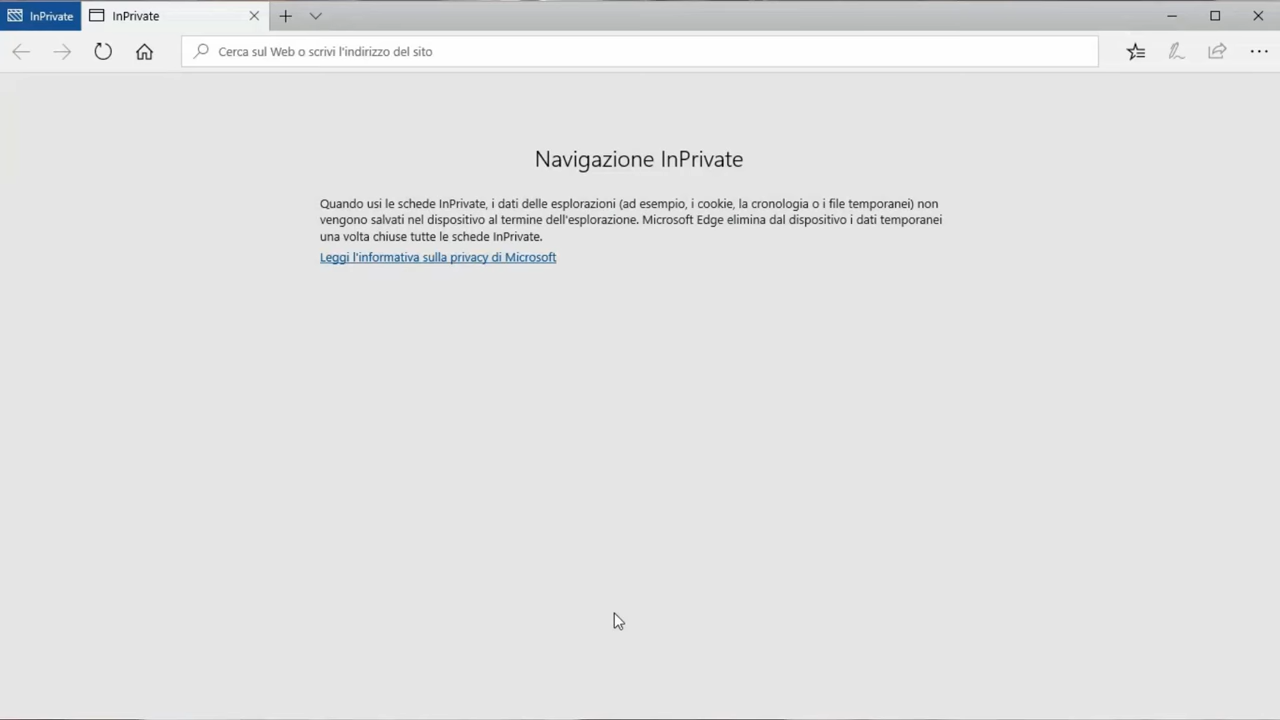 InPrivate
InPrivate
Cerca sul Web o scrivi l'indirizzo del sito
Navigazione InPrivate
Quando usi le schede InPrivate, i dati delle esplorazioni (ad esempio, i cookie, la cronologia o i file temporanei) non
vengono salvati nel dispositivo al termine dell'esplorazione. Microsoft Edge elimina dal dispositivo i dati temporanei
una volta chiuse tutte le schede InPrivate.
Leggi l'informativa sulla privacy di Microsoft